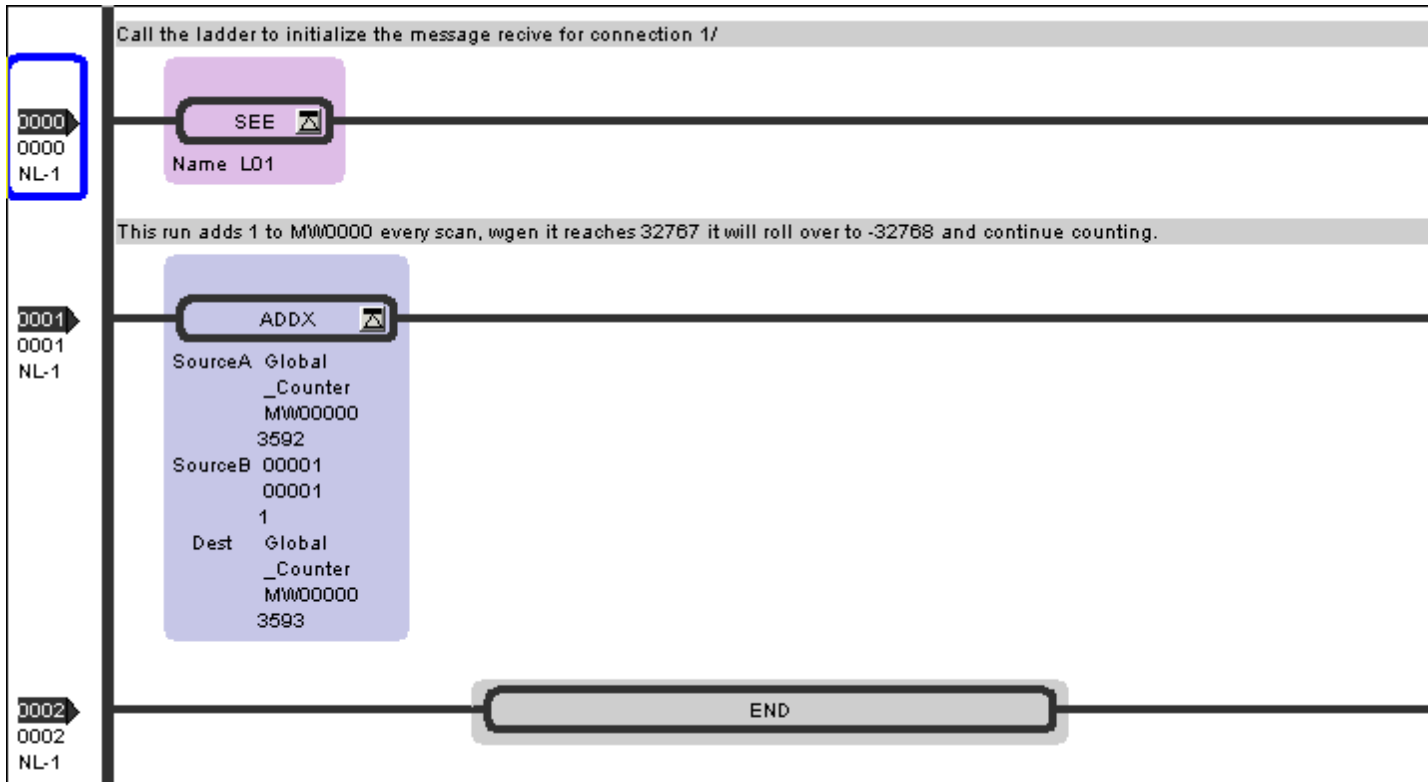 Call the ladder to initialize the message recive for connection 1/
0000
0000
NL-1
SEE
Name L01
This run adds 1 to MW0000 every scan, wgen it reaches 32767 it will roll over to -32768 and continue counting.
0001
0001
NL-1
ADDX
SourceA Global
_Counter
MW00000
3592
SourceB 00001
00001
1
Dest Global
_Counter
MW00000
3593
0002
0002
NL-1
END